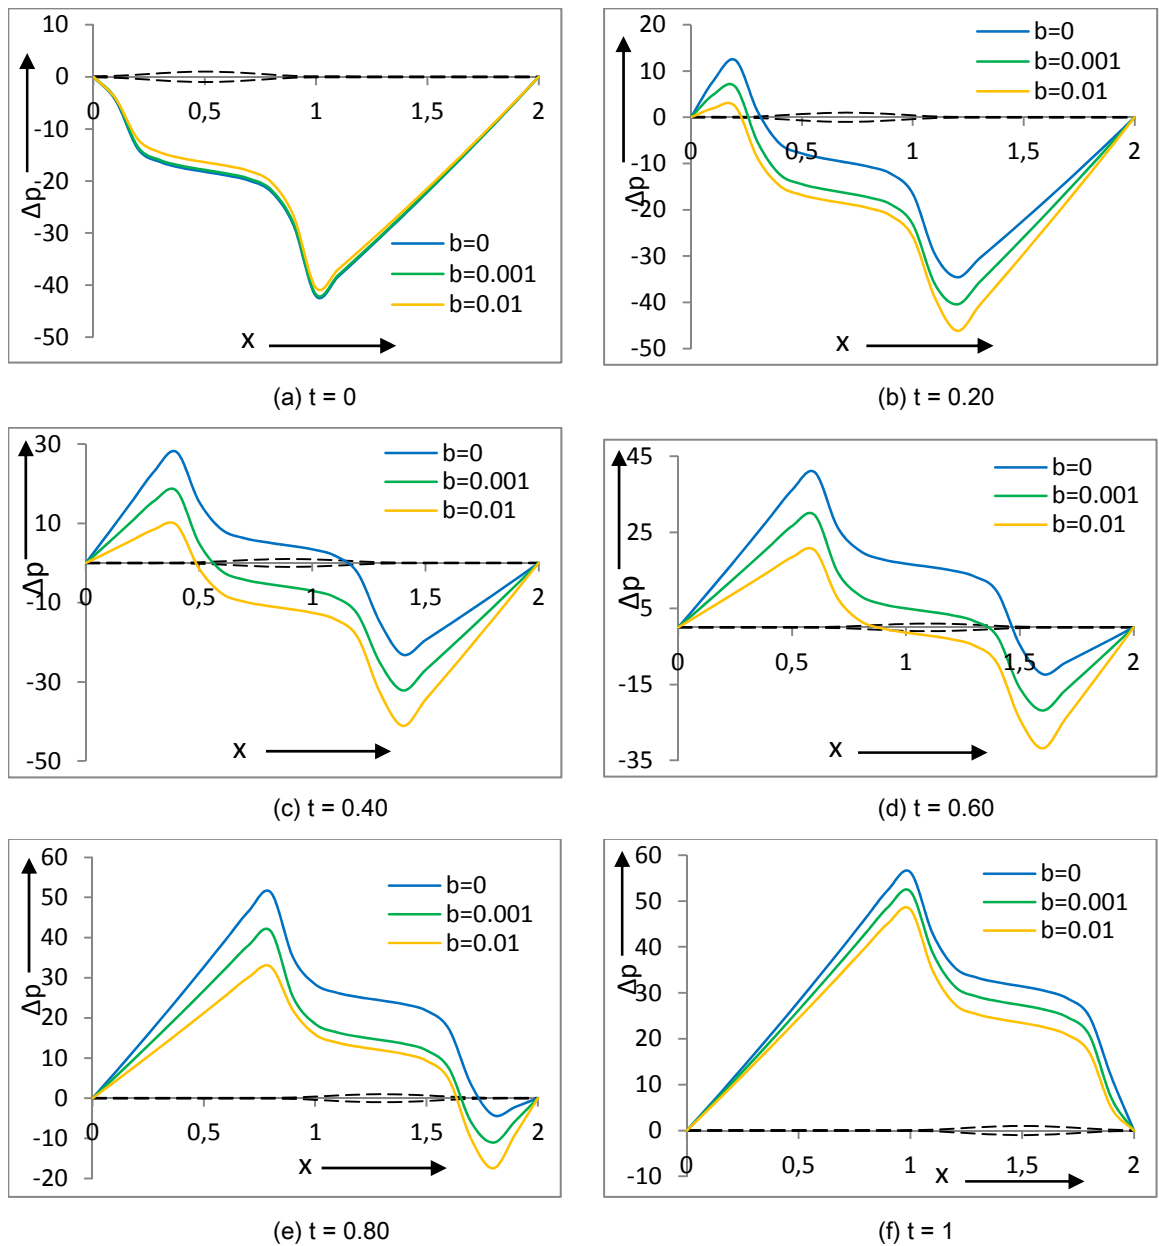 10
0
-10
-20
-30
-40
-50
Δp
0
0,5
1
1,5
2
b=0
b=0.001
b=0.01
x
(a) t = 0
20
10
0
-10
-20
-30
-40
-50
Δp
0
0,5
1
1,5
2
b=0
b=0.001
b=0.01
x
(b) t = 0.20
30
10
-10
-30
-50
Δp
0
0,5
1
1,5
2
b=0
b=0.001
b=0.01
x
(c) t = 0.40
45
25
5
-15
-35
Δp
0
0,5
1
1,5
2
b=0
b=0.001
b=0.01
x
(d) t = 0.60
60
50
40
30
20
10
0
-10
-20
Δp
0
0,5
1
1,5
2
b=0
b=0.001
b=0.01
x
(e) t = 0.80
60
50
40
30
20
10
0
-10
Δp
0
0,5
1
1,5
2
b=0
b=0.001
b=0.01
x
(f) t = 1